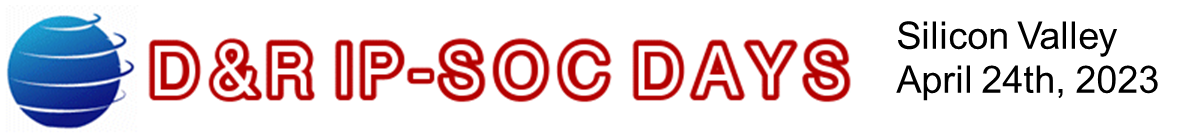 D&R IP-SOC DAYS
Silicon Valley
April 24th, 2023